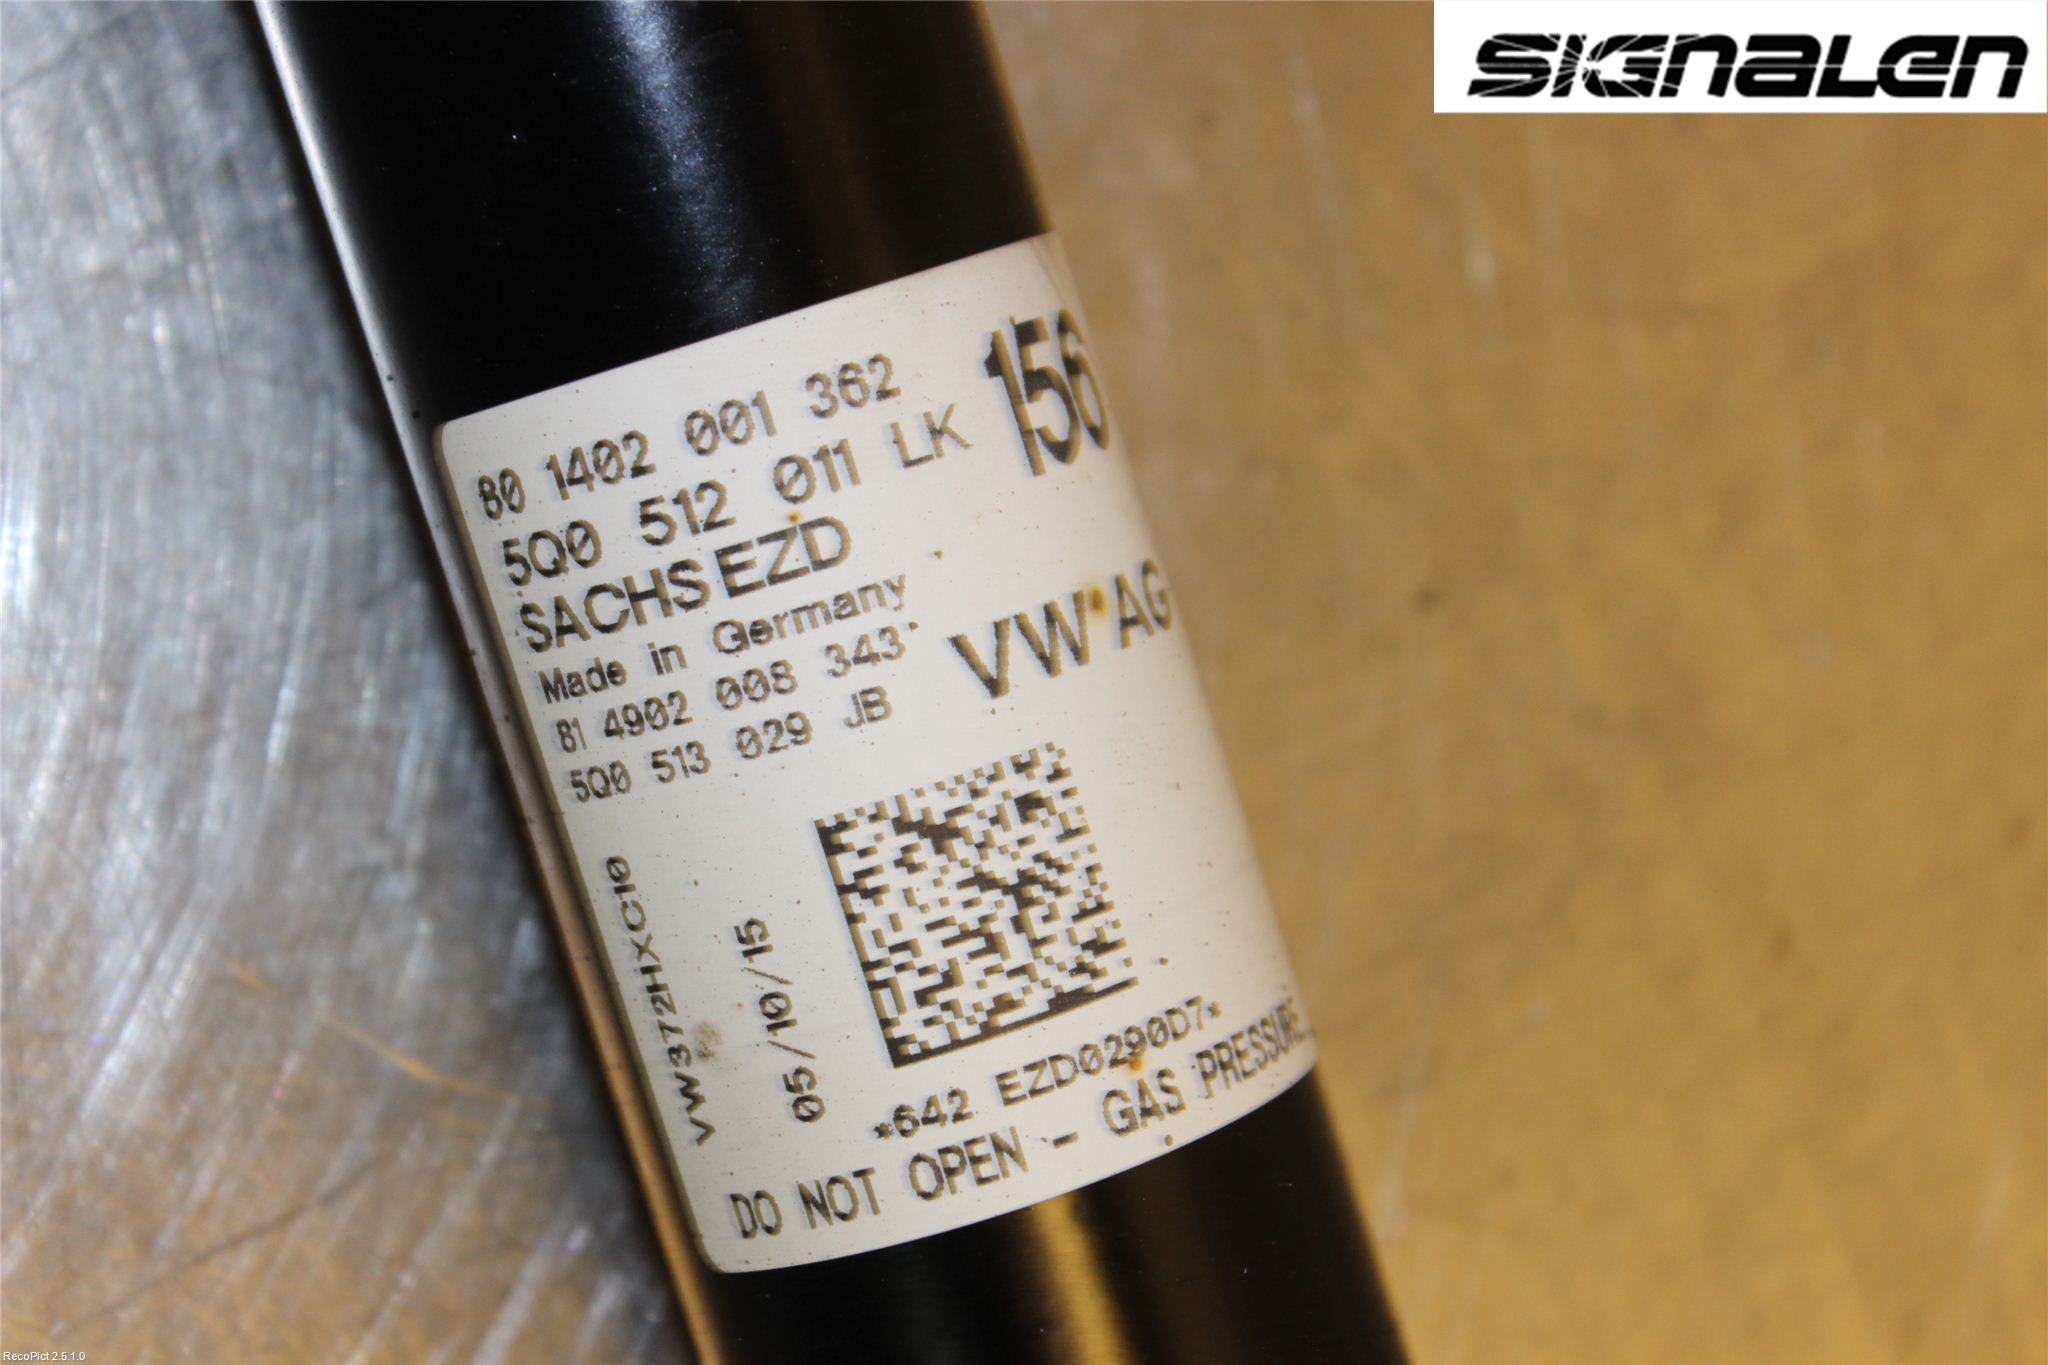 SIGNALEN
80 1402 001 362
156
5Q0 512 011 LK
SACHS EZD
Made in Germany
VW AG
81 4902 008 343
5Q0 513 029 JB
VW372HXC10
05/10/15
*642 EZD0290D7*
DO NOT OPEN - GAS PRESSURE
RecoPict 2.5.1.0